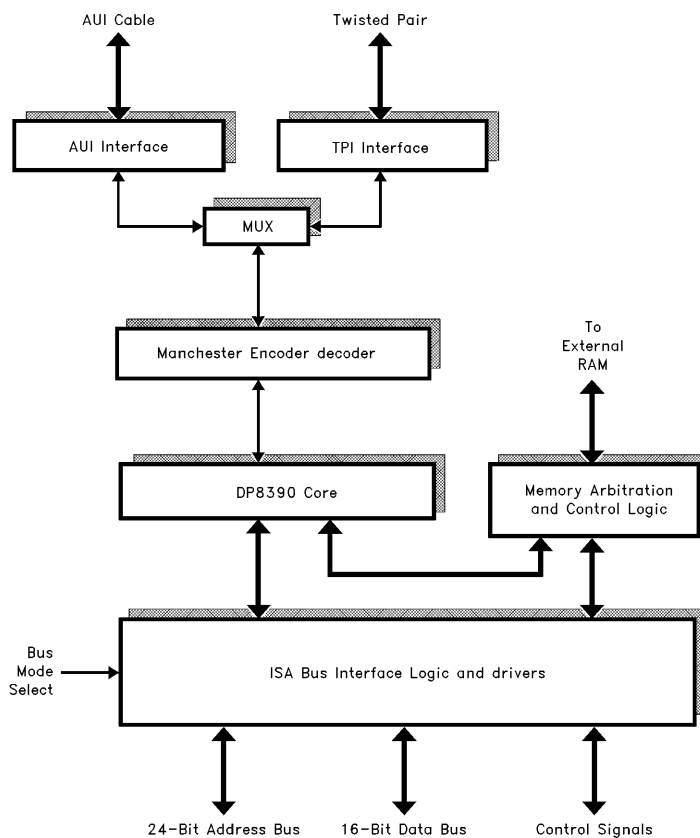 AUI Cable
Twisted Pair
AUI Interface
TPI Interface
MUX
Manchester Encoder decoder
To
External
RAM
DP8390 Core
Memory Arbitration
and Control Logic
Bus
Mode
Select
ISA Bus Interface Logic and drivers
24-Bit Address Bus
16-Bit Data Bus
Control Signals